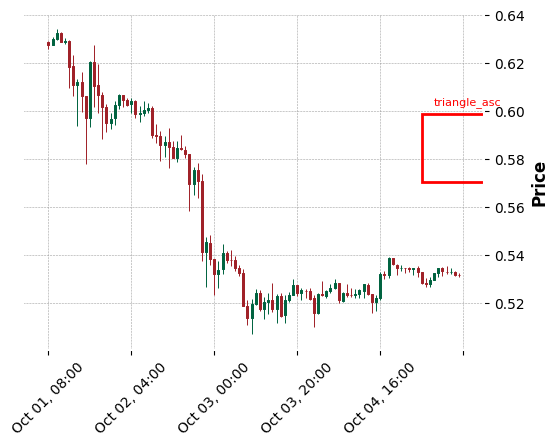 0.64
0.62
triangle_asc
0.60
0.58
Price
0.56
0.54
0.52
Oct 01, 08:00
Oct 02, 04:00
Oct 03, 00:00
Oct 03, 20:00
Oct 04, 16:00